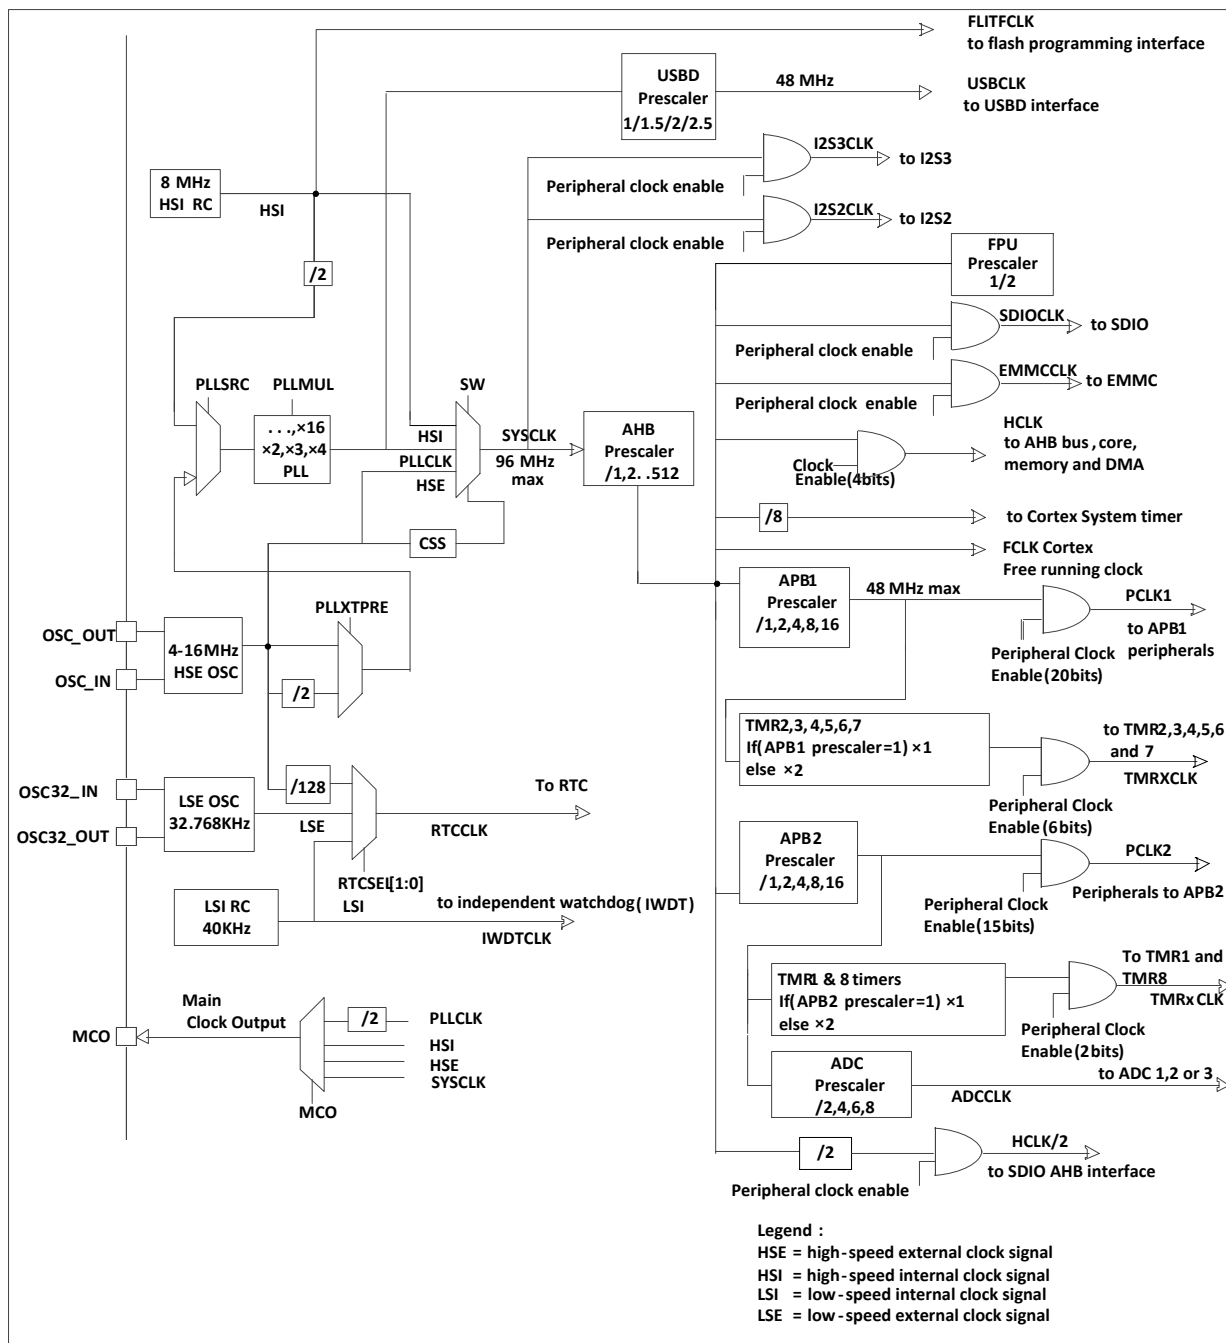 FLITFCLK
to flash programming interface
USBD
Prescaler
1/1.5/2/2.5
48 MHz
USBCLK
to USBD interface
I2S3CLK
to I2S3
Peripheral clock enable
8 MHz
HSI RC
HSI
I2S2CLK
to I2S2
Peripheral clock enable
FPU
Prescaler
1/2
/2
SDIOCLK
to SDIO
Peripheral clock enable
EMMCCLK
to EMMC
Peripheral clock enable
PLLSRC
PLLMUL
SW
. . .,×16
×2,×3,×4
PLL
HSI
PLLCLK
HSE
SYSCLK
96 MHz
max
AHB
Prescaler
/1,2. .512
HCLK
to AHB bus, core,
memory and DMA
Clock
Enable(4bits)
/8
to Cortex System timer
CSS
FCLK Cortex
Free running clock
APB1
Prescaler
/1,2,4,8,16
48 MHz max
PCLK1
to APB1
peripherals
Peripheral Clock
Enable(20bits)
PLLXTPRE
OSC_OUT
OSC_IN
4-16MHz
HSE OSC
/2
TMR2,3, 4,5,6,7
If(APB1 prescaler=1) ×1
else ×2
to TMR2,3,4,5,6
and 7
TMRXCLK
Peripheral Clock
Enable(6bits)
OSC32_IN
OSC32_OUT
LSE OSC
32.768KHz
/128
LSE
To RTC
RTCCLK
RTCSEL[1:0]
APB2
Prescaler
/1,2,4,8,16
PCLK2
Peripherals to APB2
Peripheral Clock
Enable(15bits)
LSI RC
40KHz
LSI
to independent watchdog(IWDT)
IWDTCLK
TMR1 & 8 timers
If(APB2 prescaler=1) ×1
else ×2
To TMR1 and
TMR8
TMRxCLK
Peripheral Clock
Enable(2bits)
Main
Clock Output
MCO
/2
PLLCLK
HSI
HSE
SYSCLK
MCO
ADC
Prescaler
/2,4,6,8
ADCCLK
to ADC 1,2 or 3
/2
HCLK/2
to SDIO AHB interface
Peripheral clock enable
Legend :
HSE = high-speed external clock signal
HSI = high-speed internal clock signal
LSI = low-speed internal clock signal
LSE = low-speed external clock signal